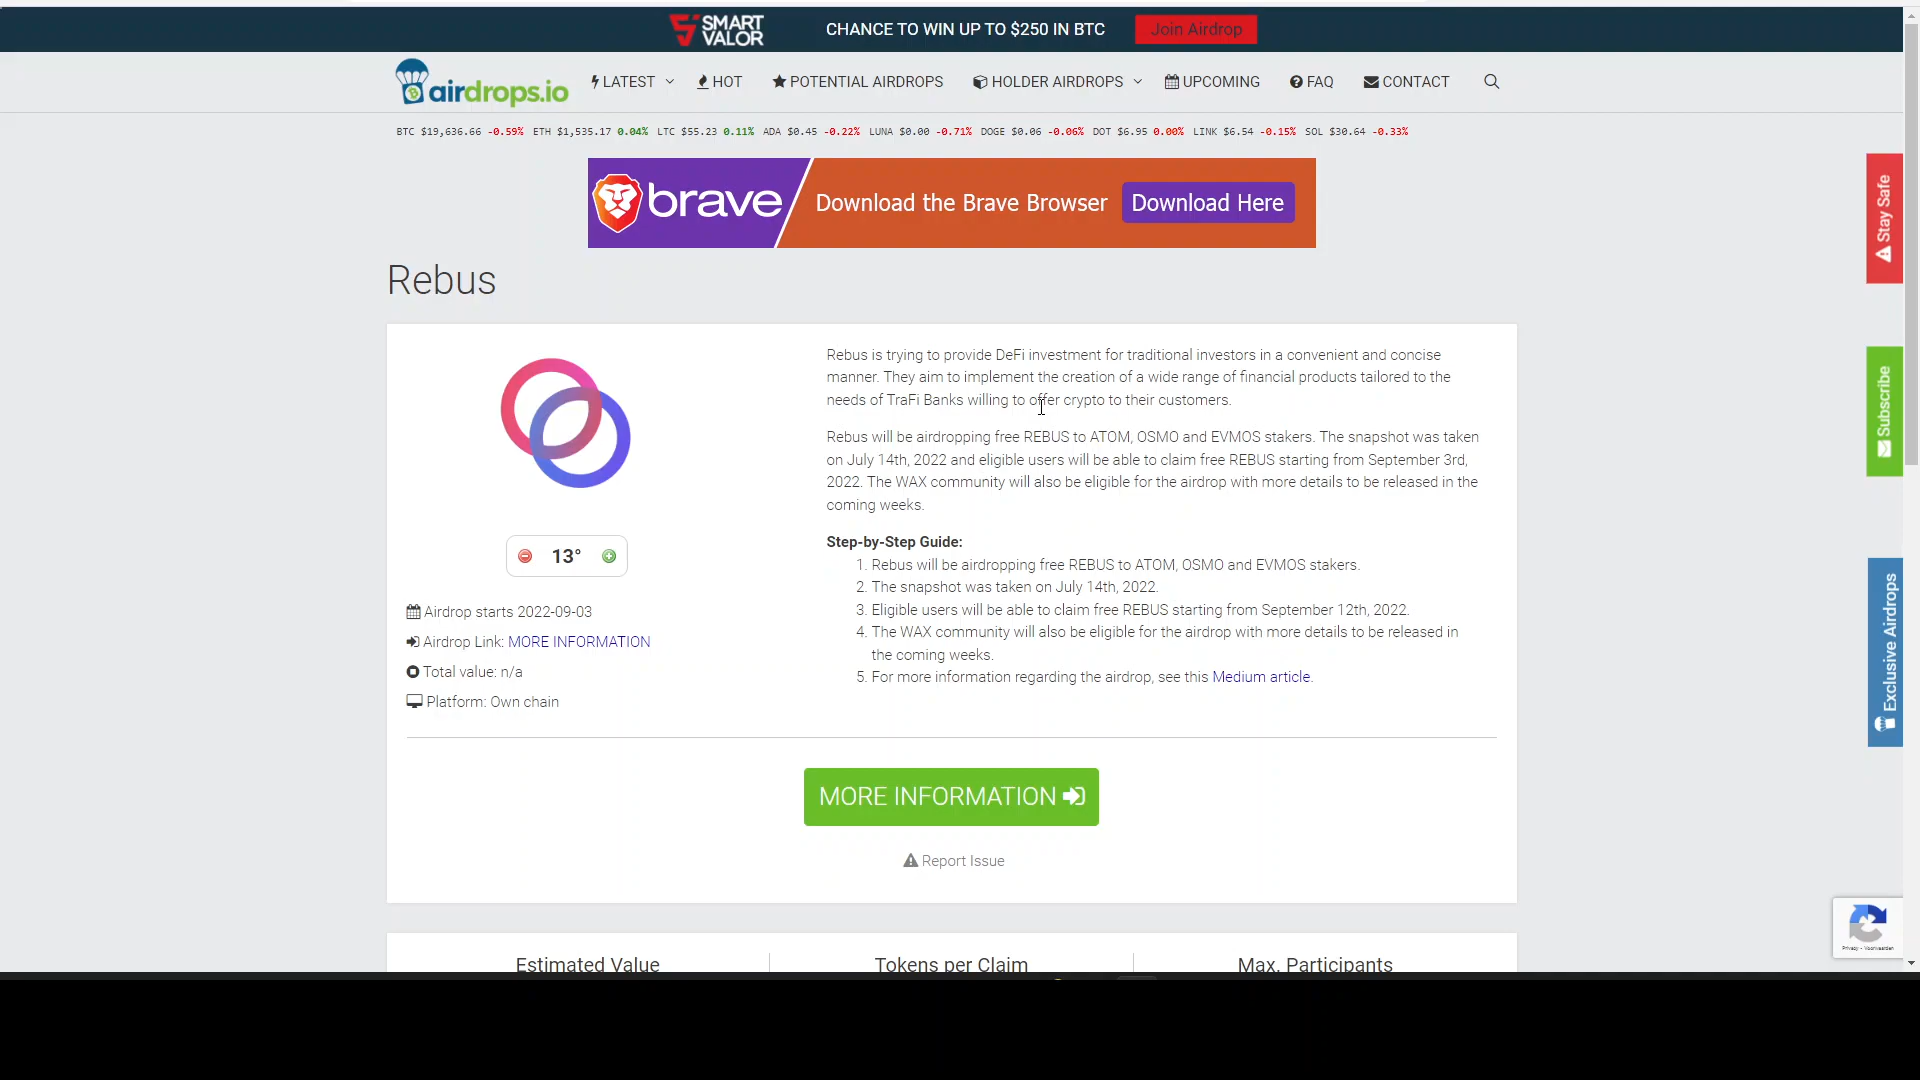 SMART VALOR
CHANCE TO WIN UP TO $250 IN BTC
Join Airdrop
airdrops.io
LATEST
HOT
POTENTIAL AIRDROPS
HOLDER AIRDROPS
UPCOMING
FAQ
CONTACT
BTC $19,636.66 -0.59% ETH $1,535.17 0.04% LTC $55.23 0.11% ADA $0.45 -0.22% LUNA $0.00 -0.71% DOGE $0.06 -0.06% DOT $6.95 0.00% LINK $6.54 -0.15% SOL $30.64 -0.33%
brave
Download the Brave Browser
Download Here
Rebus
Rebus is trying to provide DeFi investment for traditional investors in a convenient and concise
manner. They aim to implement the creation of a wide range of financial products tailored to the
needs of TraFi Banks willing to offer crypto to their customers.
Rebus will be airdropping free REBUS to ATOM, OSMO and EVMOS stakers. The snapshot was taken
on July 14th, 2022 and eligible users will be able to claim free REBUS starting from September 3rd,
2022. The WAX community will also be eligible for the airdrop with more details to be released in the
coming weeks.
Step-by-Step Guide:
1. Rebus will be airdropping free REBUS to ATOM, OSMO and EVMOS stakers.
2. The snapshot was taken on July 14th, 2022.
3. Eligible users will be able to claim free REBUS starting from September 12th, 2022.
4. The WAX community will also be eligible for the airdrop with more details to be released in
the coming weeks.
5. For more information regarding the airdrop, see this Medium article.
13°
Airdrop starts 2022-09-03
Airdrop Link: MORE INFORMATION
Total value: n/a
Platform: Own chain
MORE INFORMATION
Report Issue
Estimated Value
Tokens per Claim
Max. Participants
Stay Safe
Subscribe
Exclusive Airdrops
Privacy - Voorwaarden